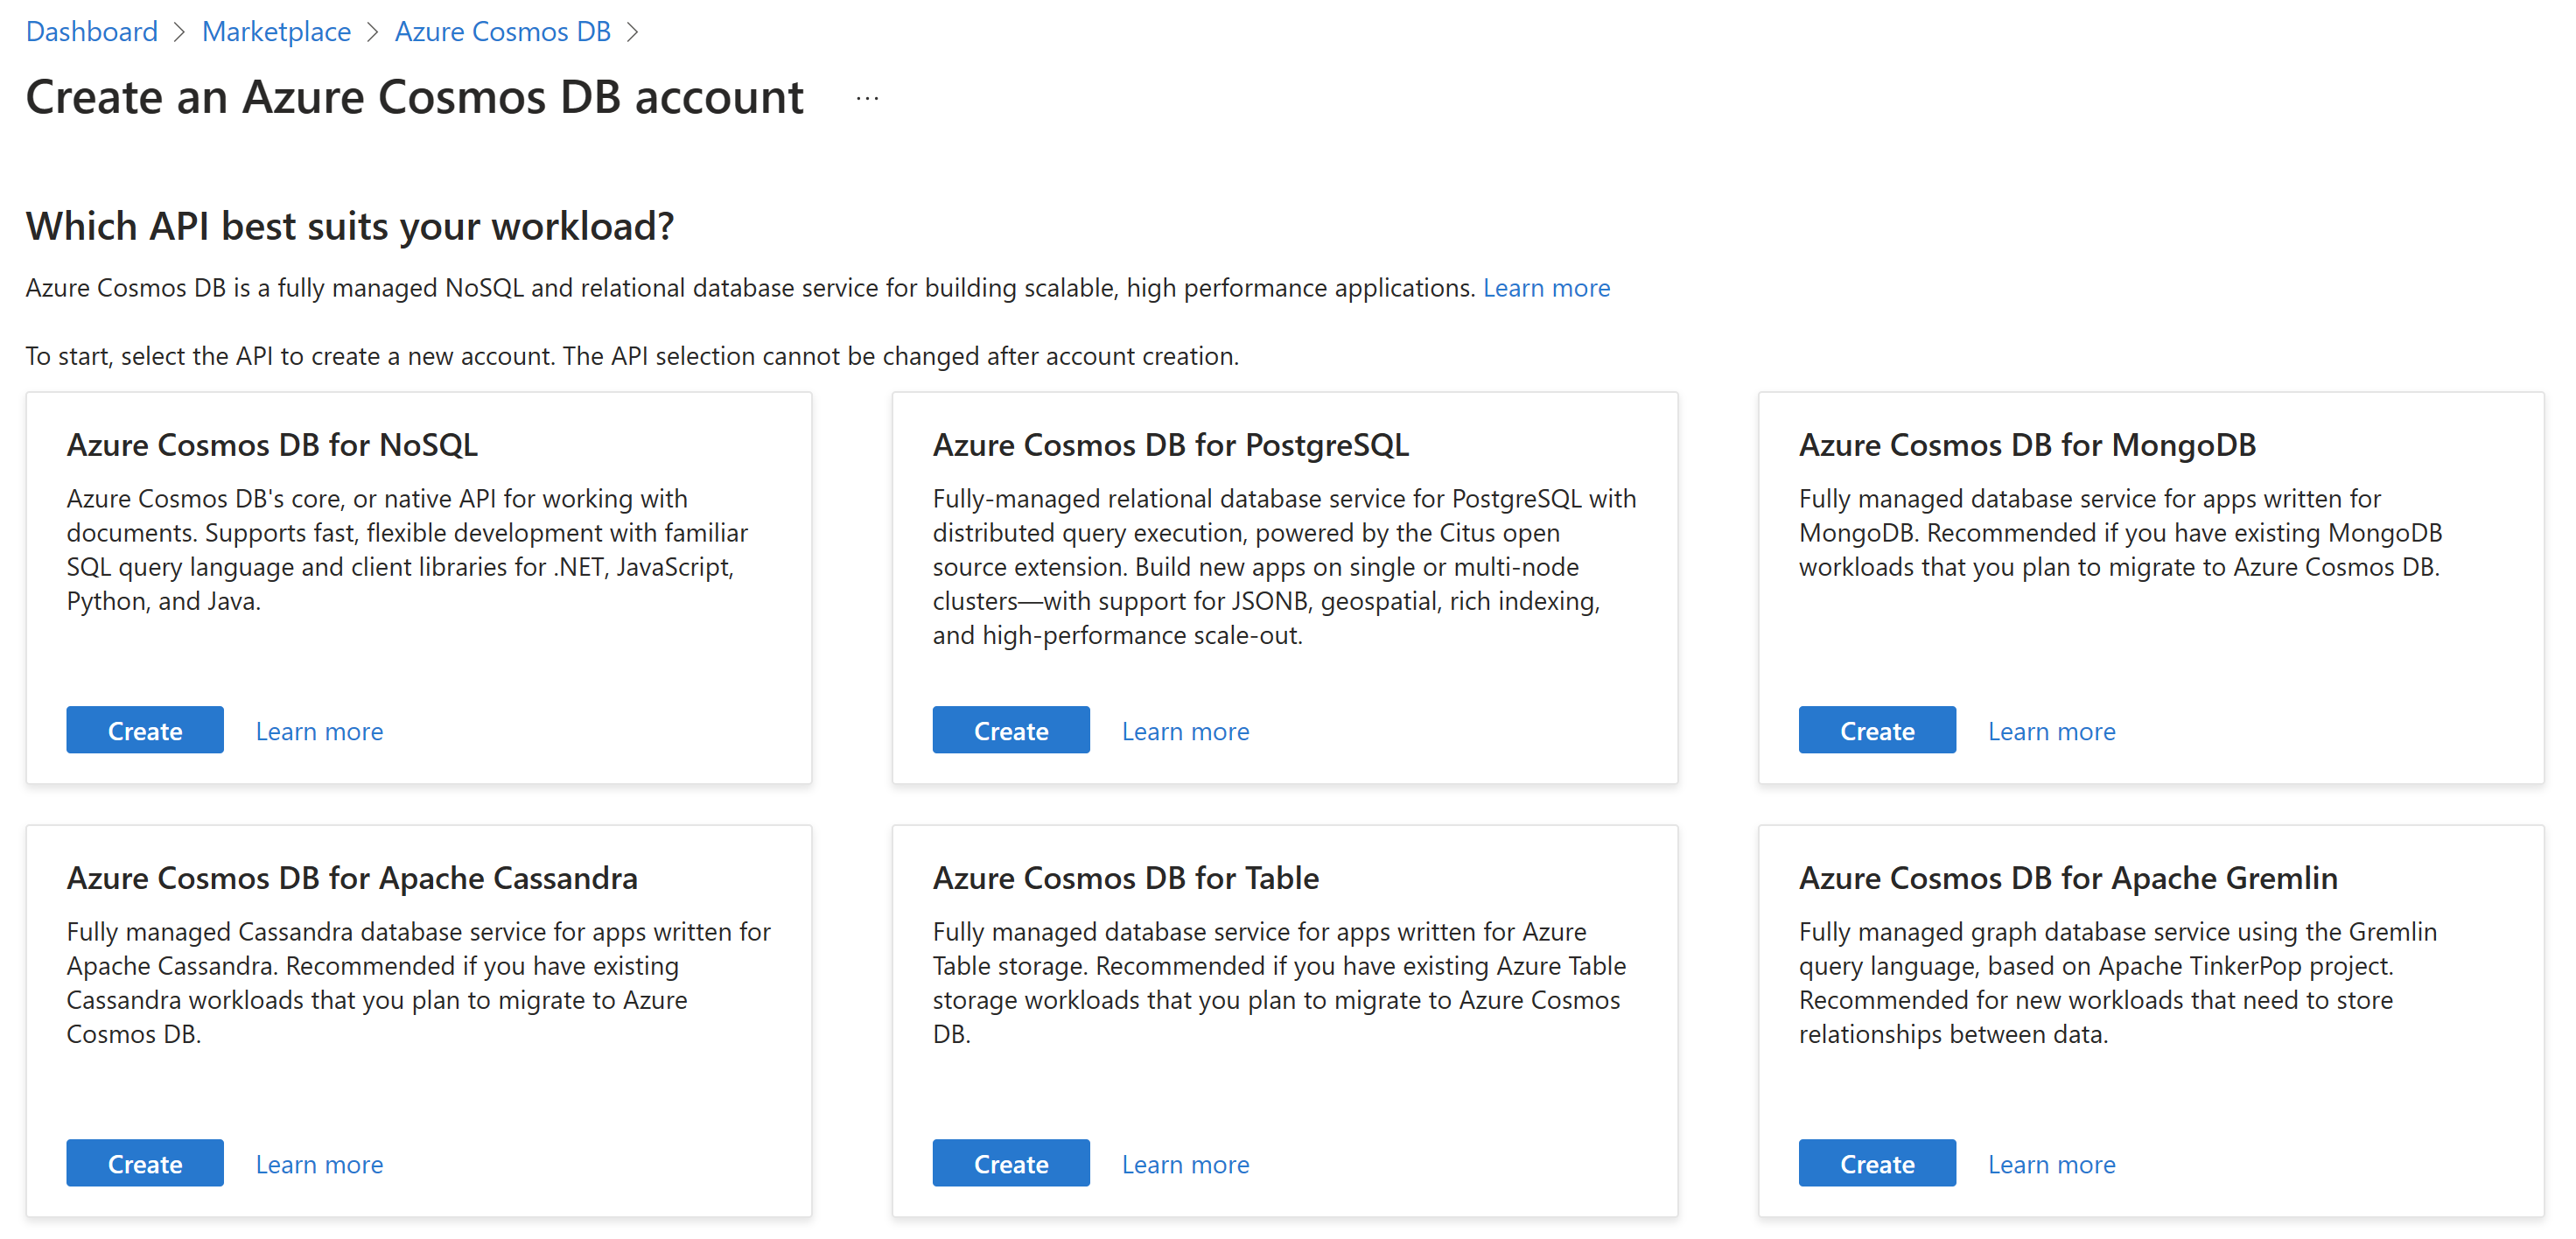 Dashboard > Marketplace > Azure Cosmos DB >
Create an Azure Cosmos DB account ...
Which API best suits your workload?
Azure Cosmos DB is a fully managed NoSQL and relational database service for building scalable, high performance applications. Learn more
To start, select the API to create a new account. The API selection cannot be changed after account creation.
Azure Cosmos DB for NoSQL
Azure Cosmos DB's core, or native API for working with
documents. Supports fast, flexible development with familiar
SQL query language and client libraries for .NET, JavaScript,
Python, and Java.
Create Learn more
Azure Cosmos DB for PostgreSQL
Fully-managed relational database service for PostgreSQL with
distributed query execution, powered by the Citus open
source extension. Build new apps on single or multi-node
clusters—with support for JSONB, geospatial, rich indexing,
and high-performance scale-out.
Create Learn more
Azure Cosmos DB for MongoDB
Fully managed database service for apps written for
MongoDB. Recommended if you have existing MongoDB
workloads that you plan to migrate to Azure Cosmos DB.
Create Learn more
Azure Cosmos DB for Apache Cassandra
Fully managed Cassandra database service for apps written for
Apache Cassandra. Recommended if you have existing
Cassandra workloads that you plan to migrate to Azure
Cosmos DB.
Create Learn more
Azure Cosmos DB for Table
Fully managed database service for apps written for Azure
Table storage. Recommended if you have existing Azure Table
storage workloads that you plan to migrate to Azure Cosmos
DB.
Create Learn more
Azure Cosmos DB for Apache Gremlin
Fully managed graph database service using the Gremlin
query language, based on Apache TinkerPop project.
Recommended for new workloads that need to store
relationships between data.
Create Learn more